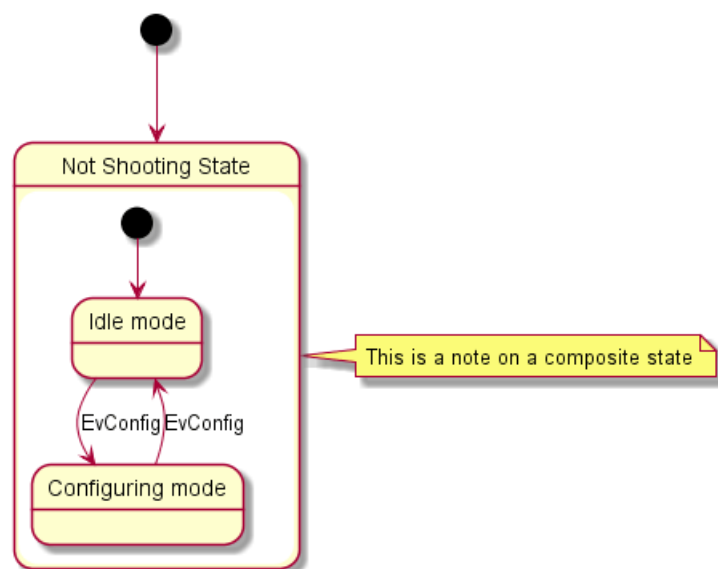 Not Shooting State
Idle mode
This is a note on a composite state
EvConfig EvConfig
Configuring mode